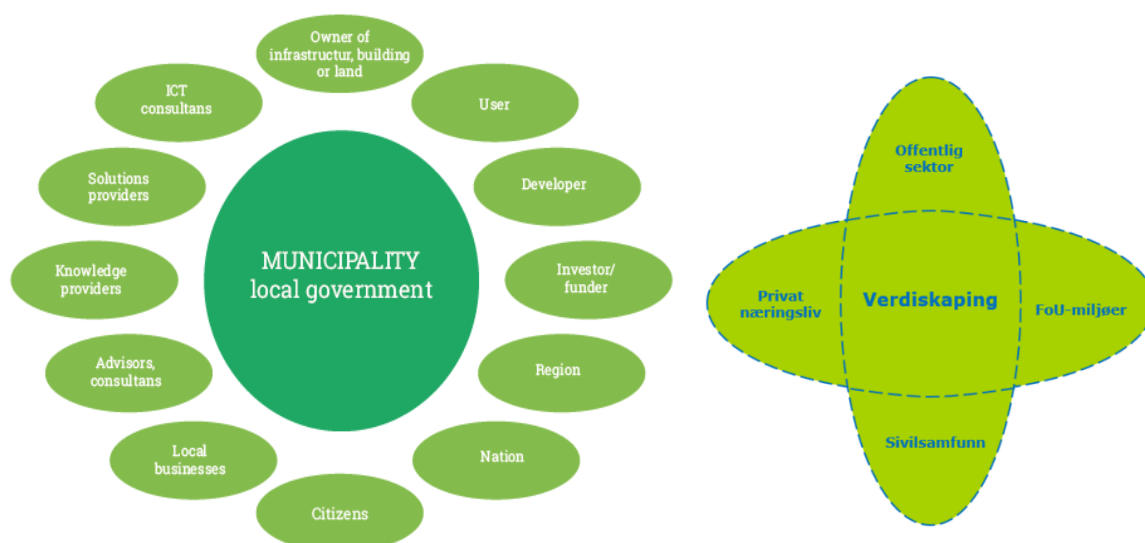 Owner of
infrastructur, building
or land
User
Developer
Investor/
funder
Region
Nation
Citizens
Local
businesses
Advisors,
consultans
Knowledge
providers
Solutions
providers
ICT
consultans
MUNICIPALITY
local government
Offentlig
sektor
Privat
næringsliv
Verdiskaping
FoU-miljøer
Sivilsamfunn